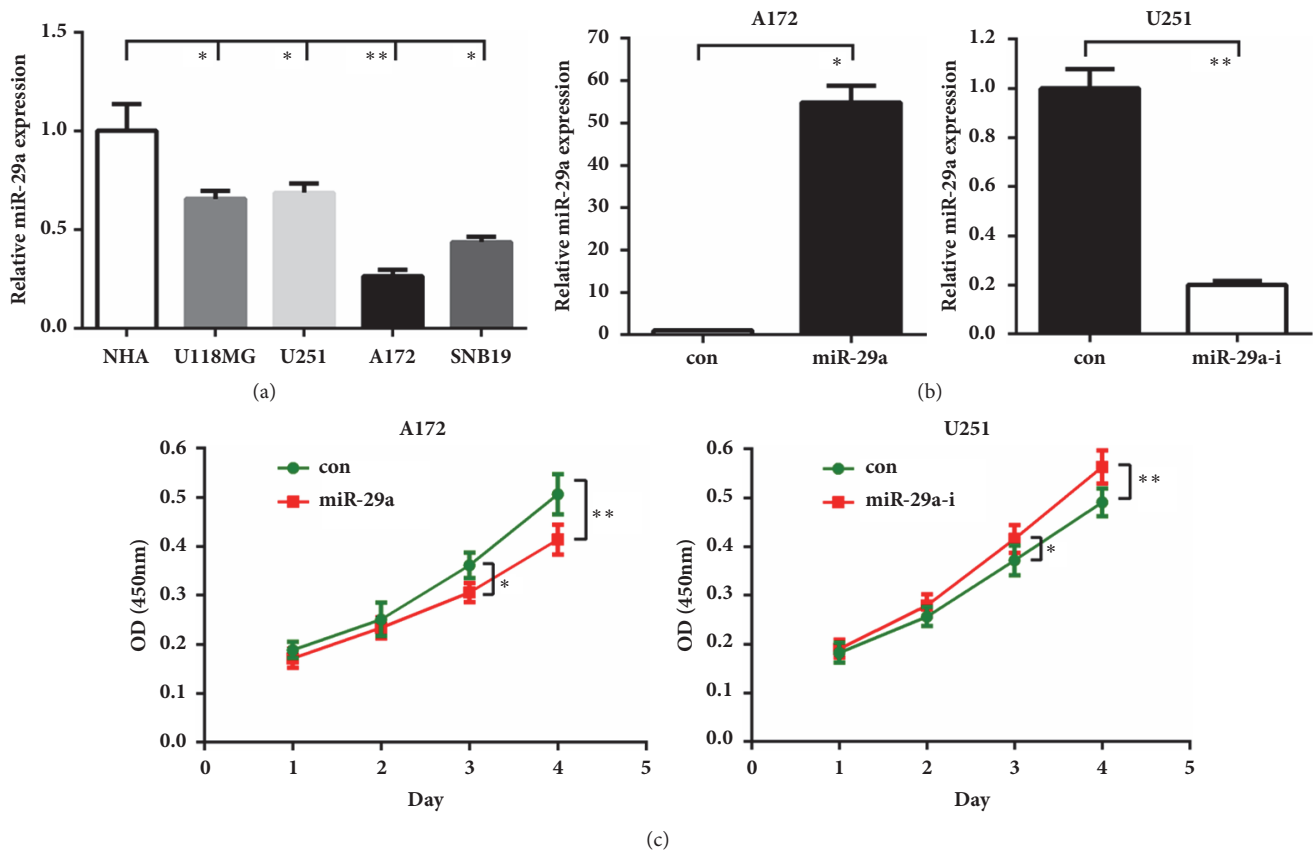 Relative miR-29a expression
1.5
1.0
0.5
0.0
* * ** *
NHA U118MG U251 A172 SNB19
(a)
A172
Relative miR-29a expression
70
60
50
40
30
20
10
0
*
con miR-29a
U251
Relative miR-29a expression
1.2
1.0
0.8
0.6
0.4
0.2
0.0
**
con miR-29a-i
(b)
A172
OD (450nm)
0.6
0.5
0.4
0.3
0.2
0.1
0.0
con
miR-29a
*
**
0 1 2 3 4 5
Day
U251
OD (450nm)
0.6
0.5
0.4
0.3
0.2
0.1
0.0
con
miR-29a-i
*
**
0 1 2 3 4 5
Day
(c)